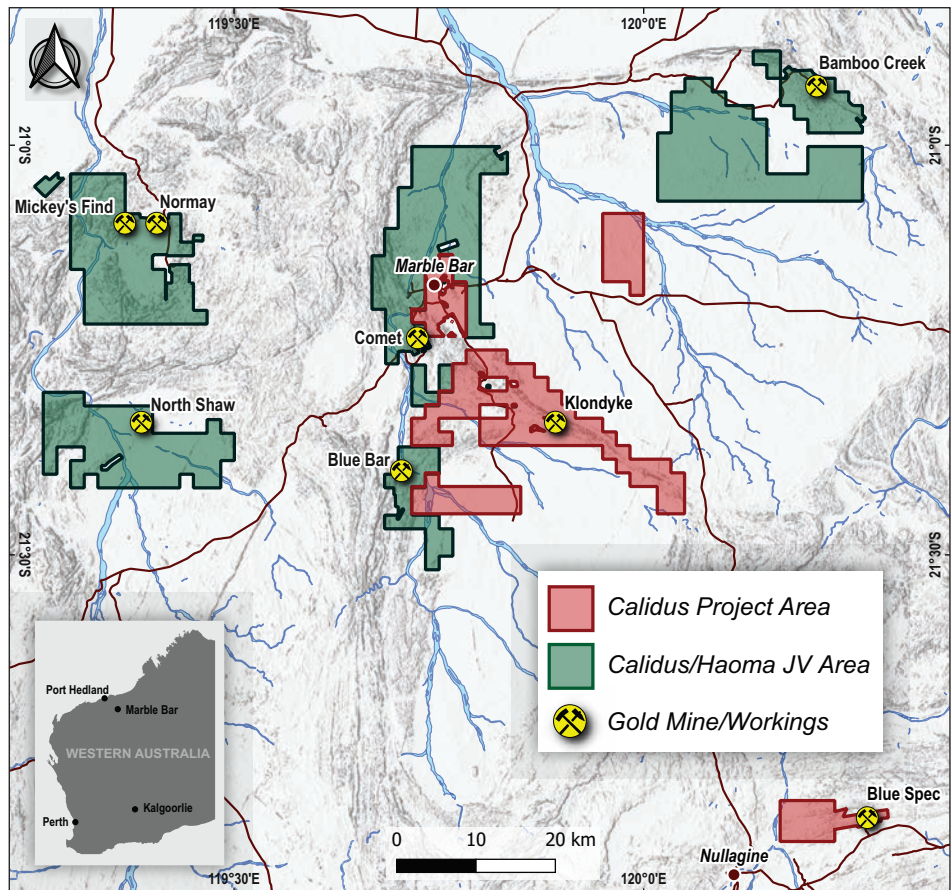 119°30'E
120°0'E
Bamboo Creek
21°0'S
21°0'S
Mickey's Find
Normay
Marble Bar
Comet
Klondyke
North Shaw
Blue Bar
21°30'S
21°30'S
Calidus Project Area
Calidus/Haoma JV Area
Gold Mine/Workings
Port Hedland
Marble Bar
WESTERN AUSTRALIA
Kalgoorlie
Perth
Blue Spec
0 10 20 km
Nullagine
119°30'E
120°0'E